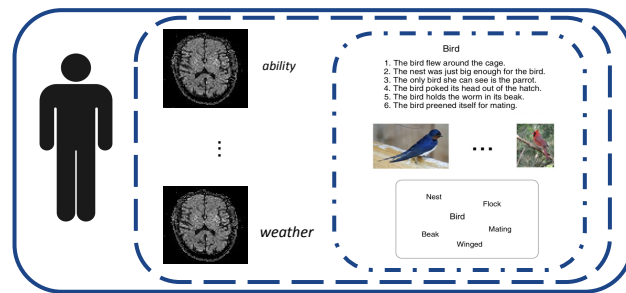 ability
weather
Bird
1. The bird flew around the cage.
2. The nest was just big enough for the bird.
3. The only bird she can see is the parrot.
4. The bird poked its head out of the hatch.
5. The bird holds the worm in its beak.
6. The bird preened itself for mating.
Nest
Flock
Bird
Mating
Beak
Winged